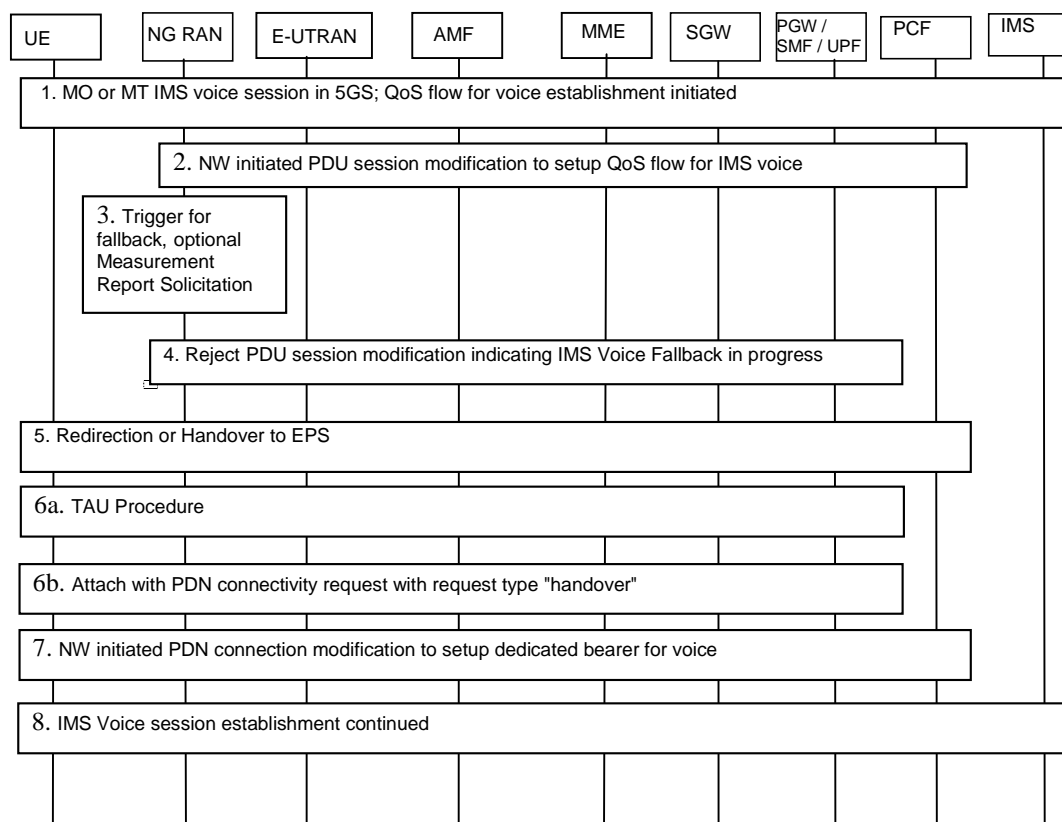 UE
NG RAN
E-UTRAN
AMF
MME
SGW
PGW /
SMF / UPF
PCF
IMS
1. MO or MT IMS voice session in 5GS; QoS flow for voice establishment initiated
2. NW initiated PDU session modification to setup QoS flow for IMS voice
3. Trigger for
fallback, optional
Measurement
Report Solicitation
4. Reject PDU session modification indicating IMS Voice Fallback in progress
5. Redirection or Handover to EPS
6a. TAU Procedure
6b. Attach with PDN connectivity request with request type "handover"
7. NW initiated PDN connection modification to setup dedicated bearer for voice
8. IMS Voice session establishment continued